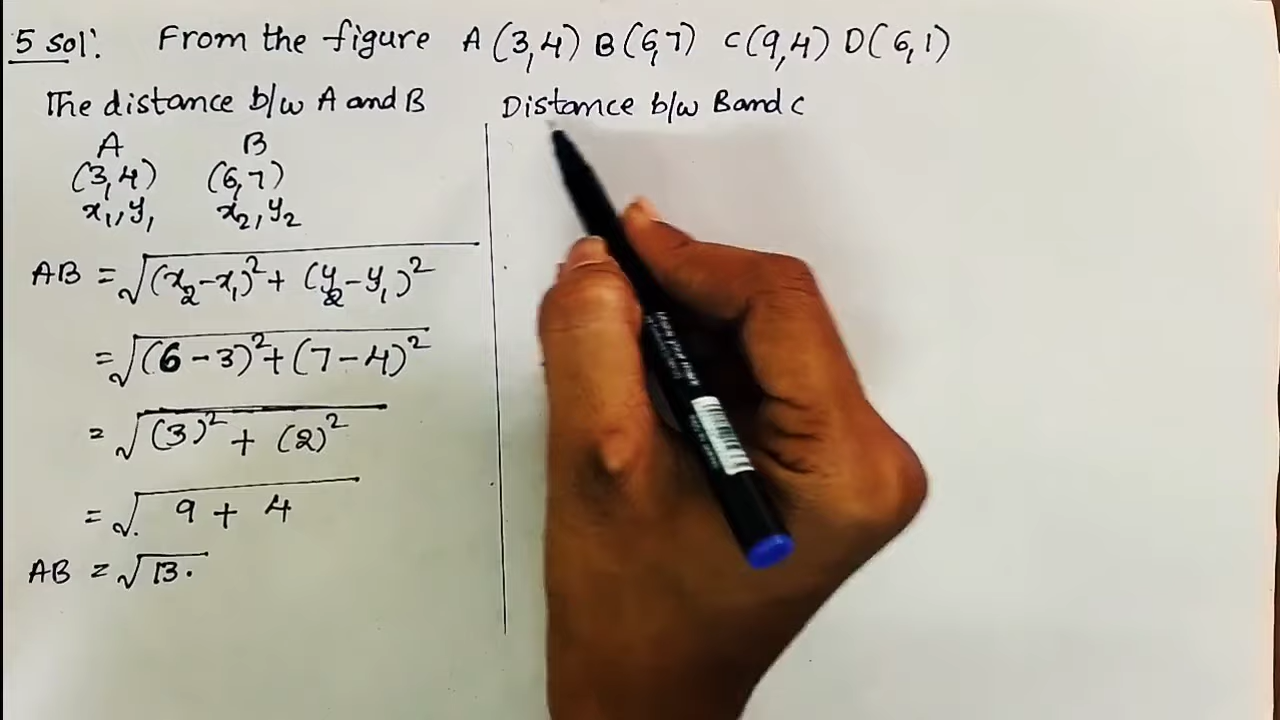 5 sol: From the figure A (3,4) B (6,7) C(9,4) D(6,1)
The distance b/w A and B
A B
(3,4) (6,7)
x₁,y₁ x₂,y₂
AB = √(x₂-x₁)² + (y₂-y₁)²
= √(6-3)² + (7-4)²
= √(3)² + (2)²
= √ 9 + 4
AB = √13.
Distance b/w B and C